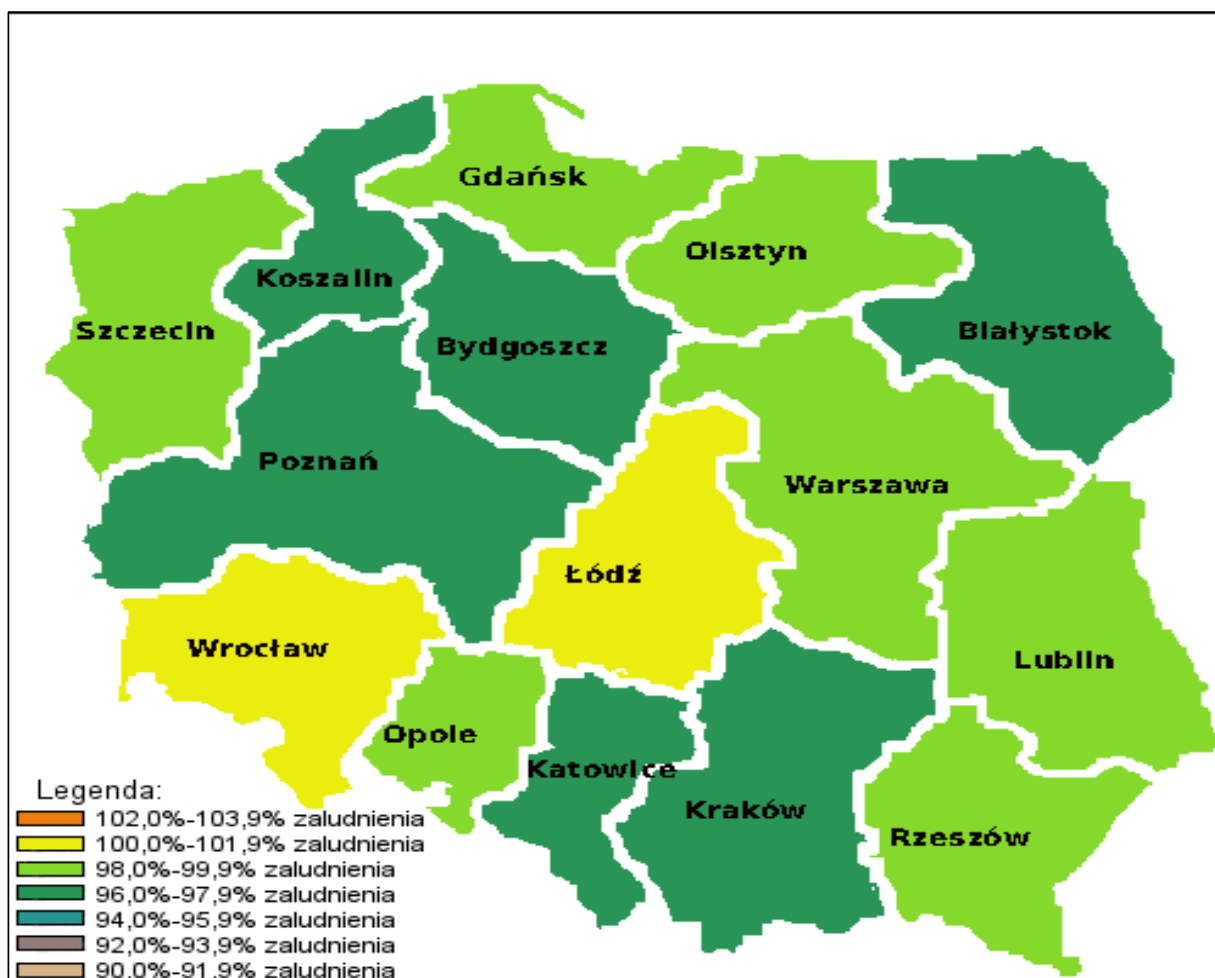 Gdańsk
Olsztyn
Koszalin
Szczecin
Bydgoszcz
Białystok
Poznań
Warszawa
Łódź
Wrocław
Lublin
Opole
Katowice
Kraków
Rzeszów
Legenda:
102,0%-103,9% zaludnienia
100,0%-101,9% zaludnienia
98,0%-99,9% zaludnienia
96,0%-97,9% zaludnienia
94,0%-95,9% zaludnienia
92,0%-93,9% zaludnienia
90,0%-91,9% zaludnienia